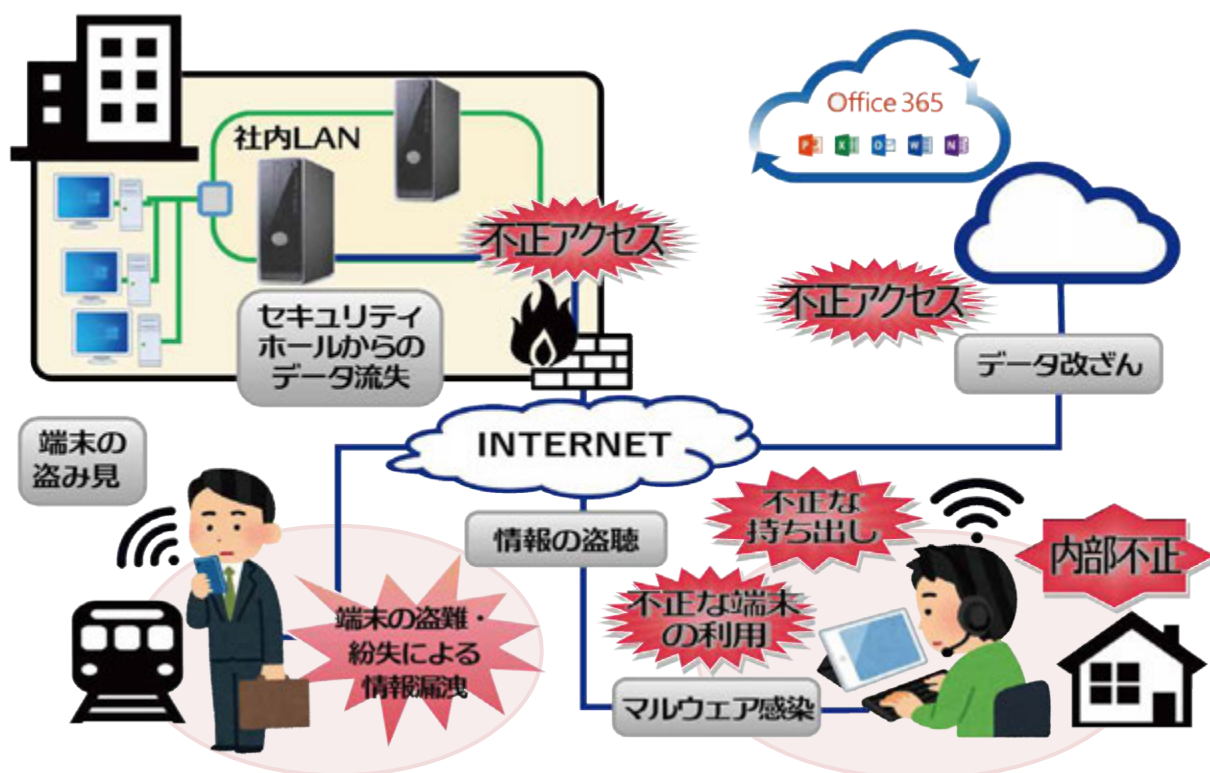 社内LAN
不正アクセス
セキュリティ
ホールからの
データ流失
Office 365
不正アクセス
データ改ざん
INTERNET
端末の
盗み見
情報の盗聴
不正な
持ち出し
内部不正
不正な端末
の利用
端末の盗難・
紛失による
情報漏洩
マルウェア感染